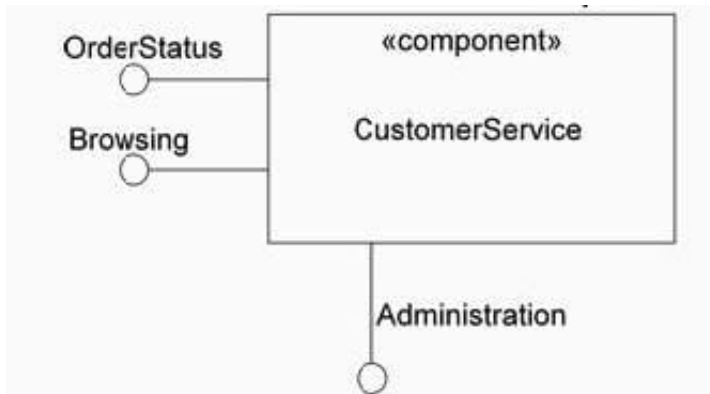 OrderStatus
«component»
Browsing
CustomerService
Administration